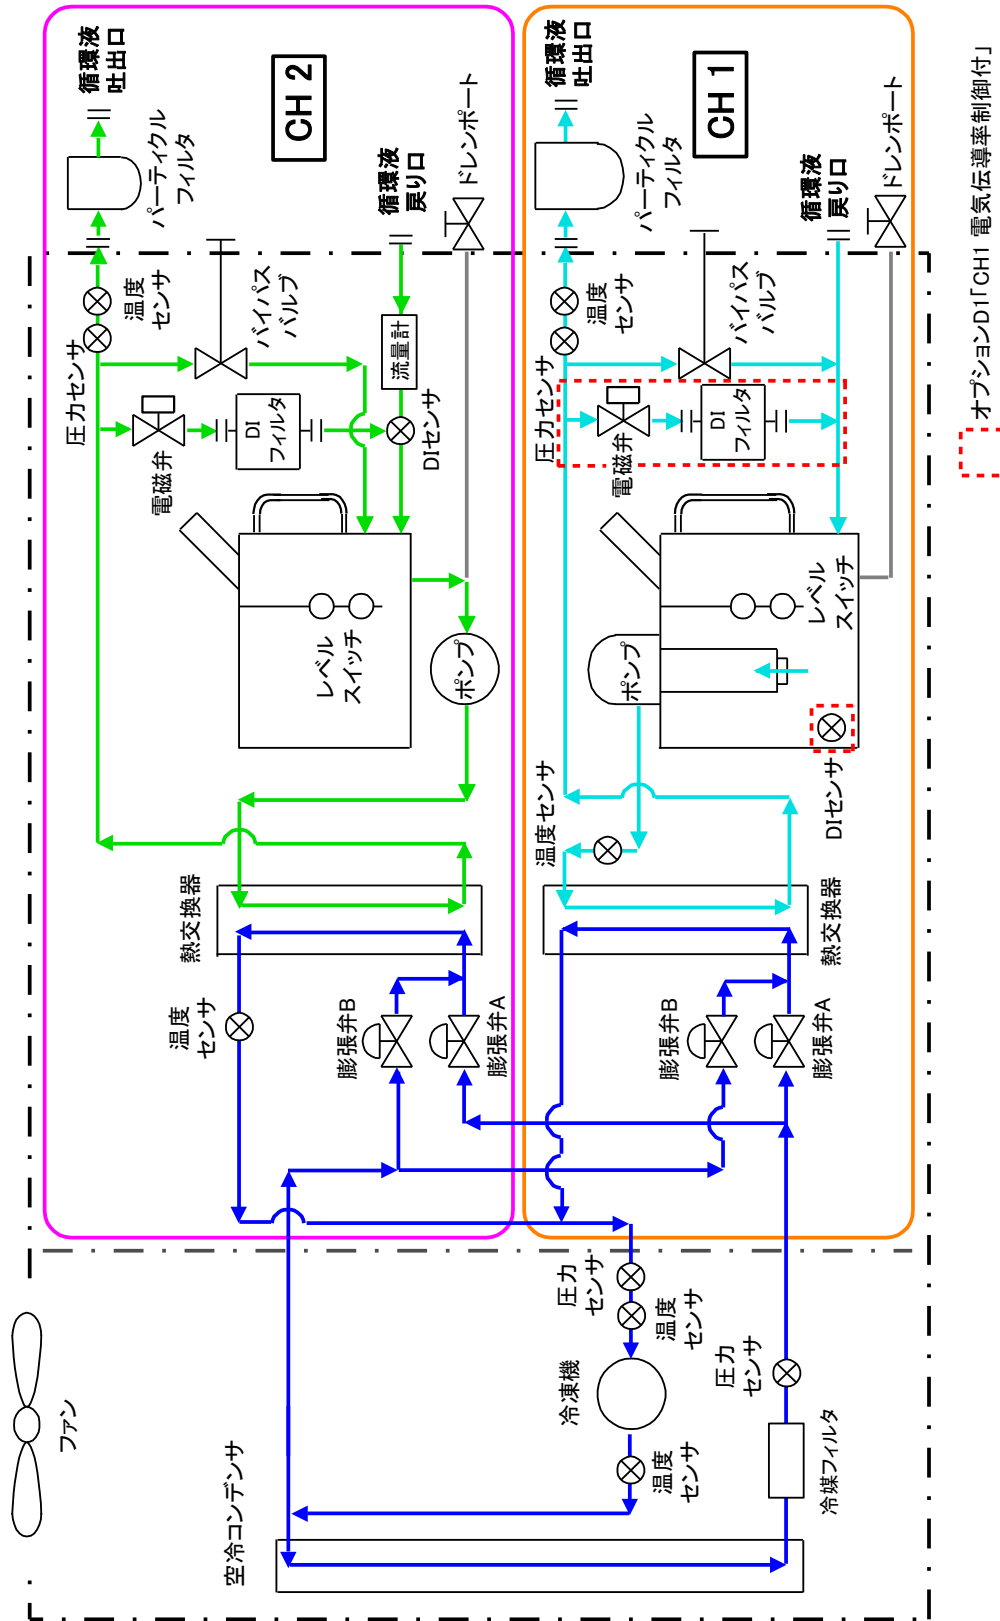 ファン
空冷コンデンサ
温度
センサ
熱交換器
膨張弁B
膨張弁A
圧力センサ
電磁弁
温度
センサ
バイパス
バルブ
DI
フィルタ
流量計
DIセンサ
レベル
スイッチ
ポンプ
パーティクル
フィルタ
循環液
吐出口
CH 2
循環液
戻り口
ドレンポート
圧力
センサ
温度
センサ
冷凍機
温度
センサ
圧力
センサ
冷媒フィルタ
膨張弁B
膨張弁A
熱交換器
温度センサ
DIセンサ
ポンプ
レベル
スイッチ
圧力センサ
電磁弁
温度
センサ
バイパス
バルブ
DI
フィルタ
パーティクル
フィルタ
循環液
吐出口
CH 1
循環液
戻り口
ドレンポート
オプションD1「CH1 電気伝導率制御付」